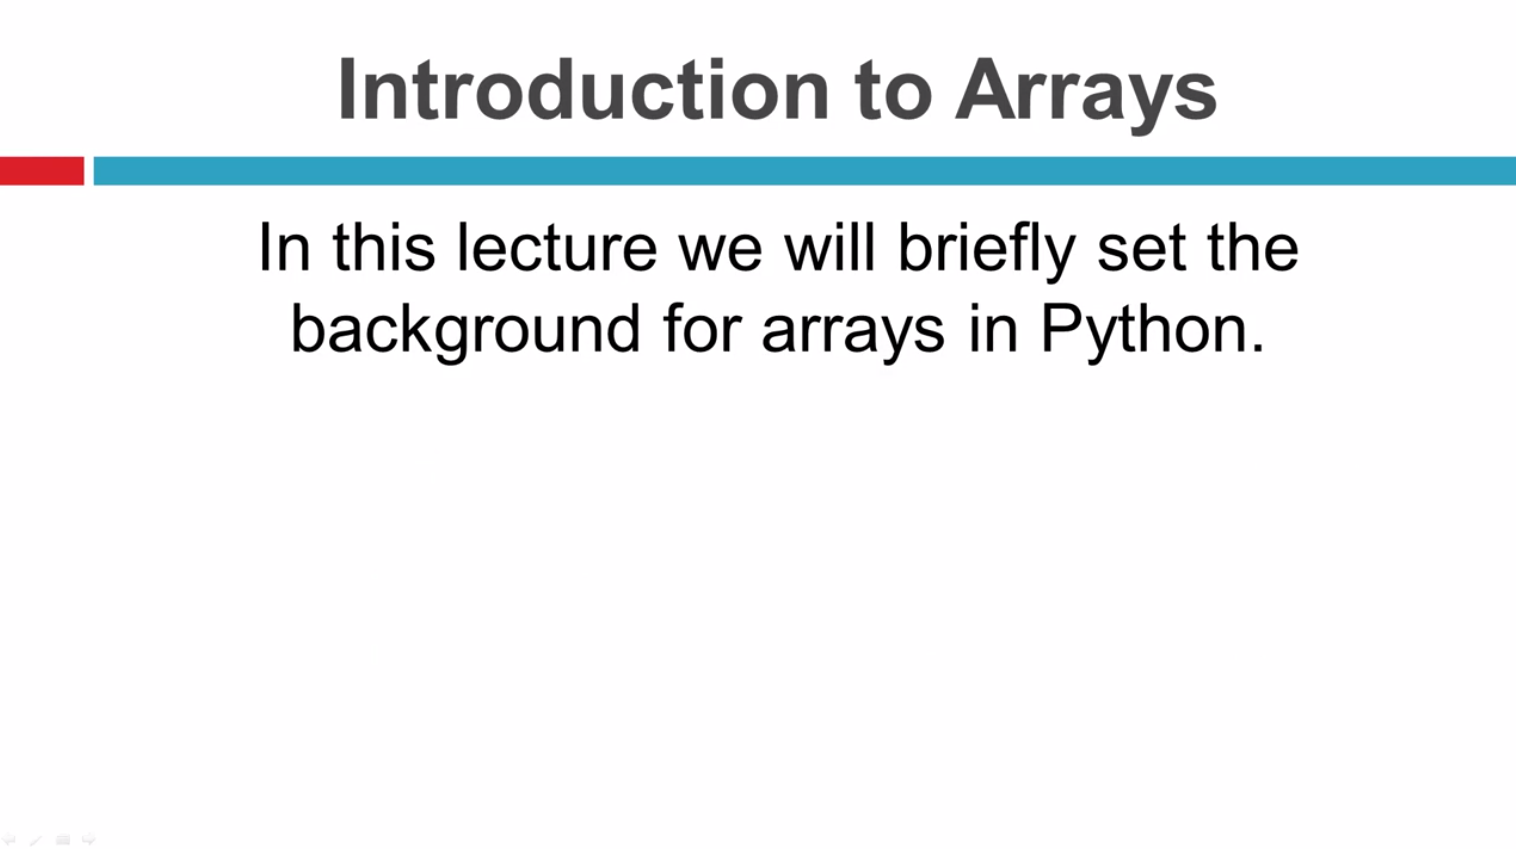 Introduction to Arrays
In this lecture we will briefly set the
background for arrays in Python.